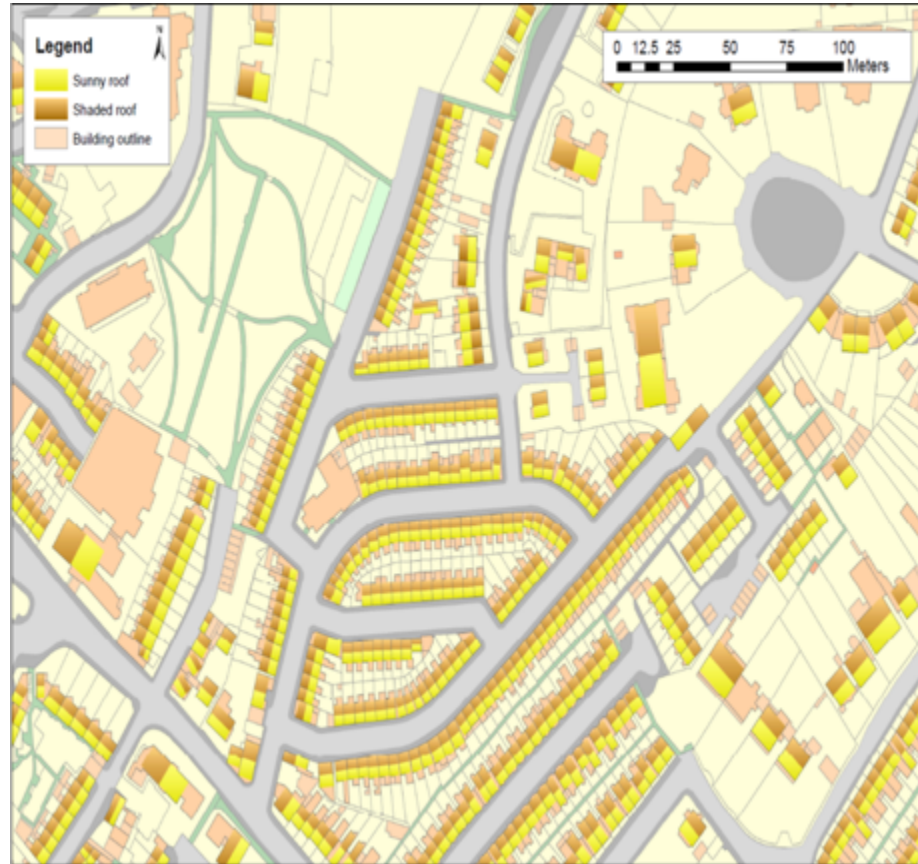 Legend
N
Sunny roof
Shaded roof
Building outline
0 12.5 25 50 75 100
Meters